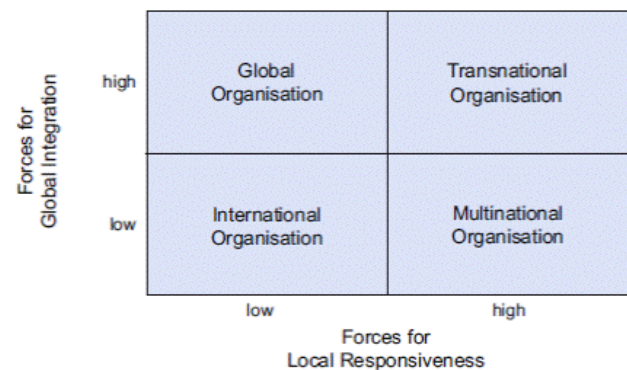 Forces for
Global Integration
high
Global
Organisation
Transnational
Organisation
low
International
Organisation
Multinational
Organisation
low
high
Forces for
Local Responsiveness